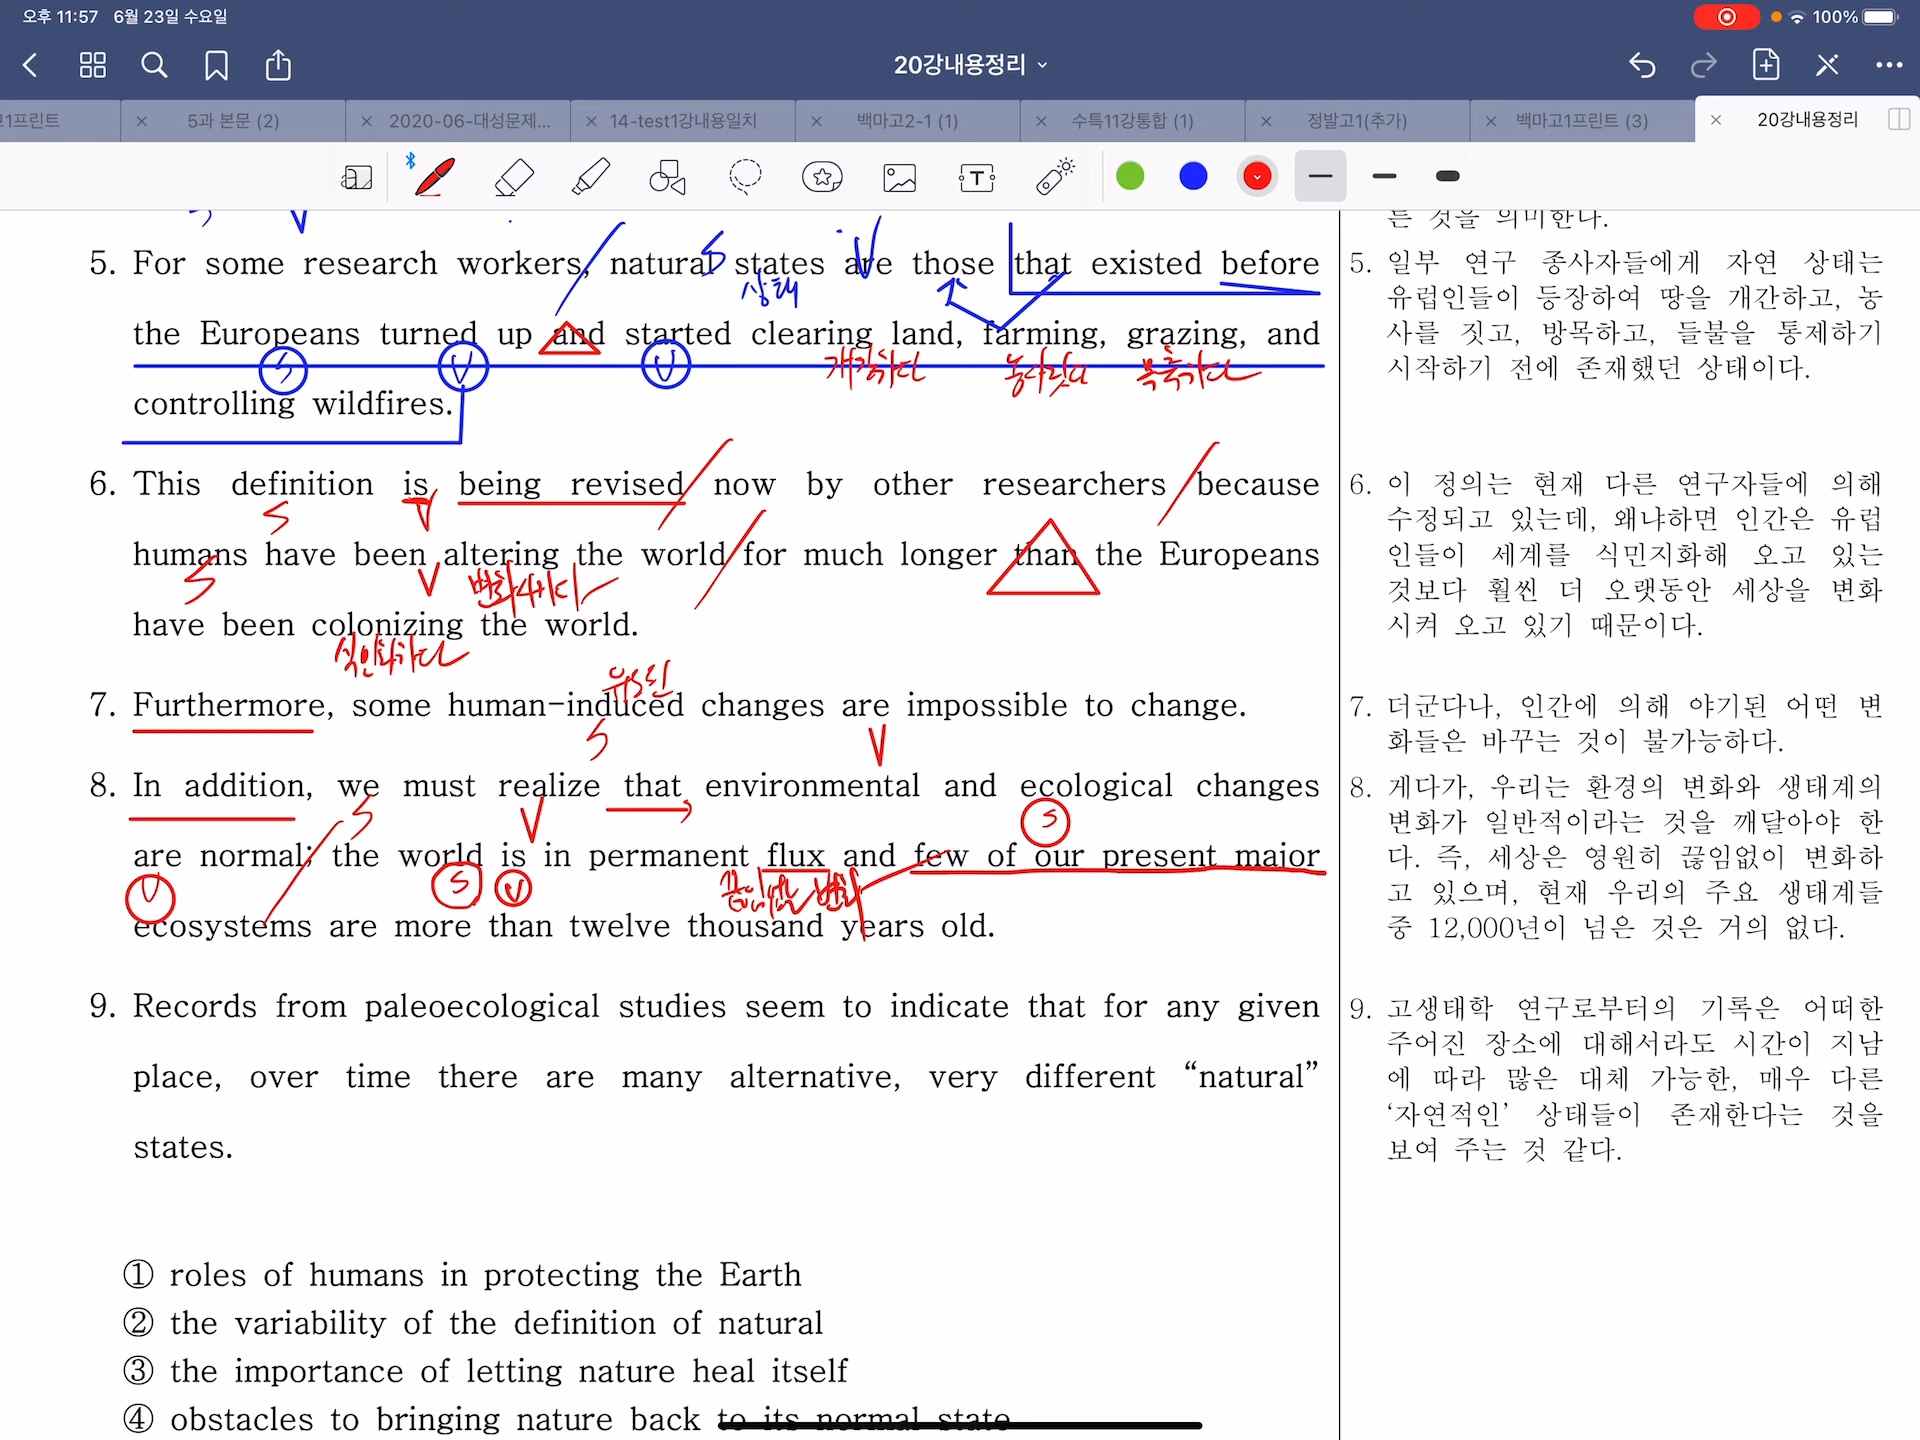 오후 11:57 6월 23일 수요일
100%
20강내용정리
1프린트
5과 본문 (2)
2020-06-대성문제...
14-test1강내용일치
백마고2-1 (1)
수특11강통합 (1)
정발고1(추가)
백마고1프린트 (3)
20강내용정리
른 것을 의미한다.
S V
5. For some research workers, natural states are those that existed before
S V
상태
the Europeans turned up and started clearing land, farming, grazing, and
S V V 개척하다 농사짓다 목축하다
controlling wildfires.
6. This definition is being revised now by other researchers because
S V
humans have been altering the world for much longer than the Europeans
S V 변화시키다
have been colonizing the world.
식민화하다
유도된
7. Furthermore, some human-induced changes are impossible to change.
S V
8. In addition, we must realize that environmental and ecological changes
S V S
are normal; the world is in permanent flux and few of our present major
V S V 끊임없는 변화
ecosystems are more than twelve thousand years old.
9. Records from paleoecological studies seem to indicate that for any given
place, over time there are many alternative, very different “natural”
states.
① roles of humans in protecting the Earth
② the variability of the definition of natural
③ the importance of letting nature heal itself
④ obstacles to bringing nature back to its normal state
5. 일부 연구 종사자들에게 자연 상태는
유럽인들이 등장하여 땅을 개간하고, 농
사를 짓고, 방목하고, 들불을 통제하기
시작하기 전에 존재했던 상태이다.
6. 이 정의는 현재 다른 연구자들에 의해
수정되고 있는데, 왜냐하면 인간은 유럽
인들이 세계를 식민지화해 오고 있는
것보다 훨씬 더 오랫동안 세상을 변화
시켜 오고 있기 때문이다.
7. 더군다나, 인간에 의해 야기된 어떤 변
화들은 바꾸는 것이 불가능하다.
8. 게다가, 우리는 환경의 변화와 생태계의
변화가 일반적이라는 것을 깨달아야 한
다. 즉, 세상은 영원히 끊임없이 변화하
고 있으며, 현재 우리의 주요 생태계들
중 12,000년이 넘은 것은 거의 없다.
9. 고생태학 연구로부터의 기록은 어떠한
주어진 장소에 대해서라도 시간이 지남
에 따라 많은 대체 가능한, 매우 다른
‘자연적인’ 상태들이 존재한다는 것을
보여 주는 것 같다.